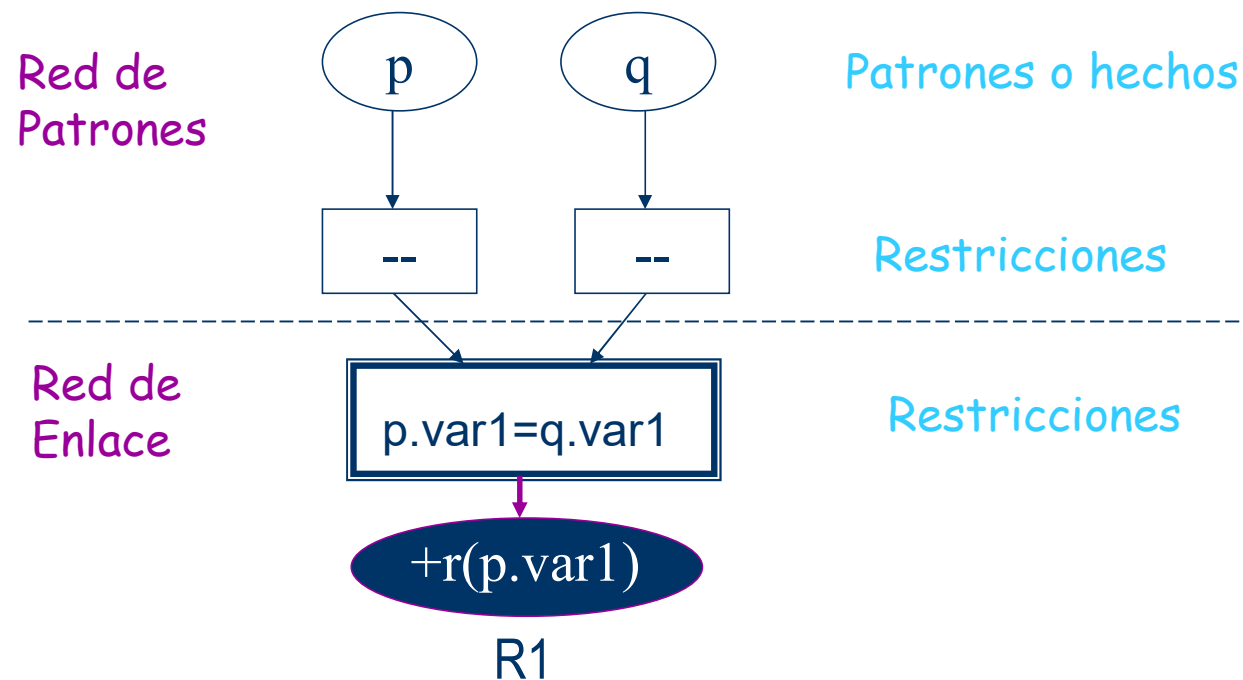 Red de
Patrones
p
q
Patrones o hechos
--
--
Restricciones
Red de
Enlace
p.var1=q.var1
Restricciones
+r(p.var1)
R1